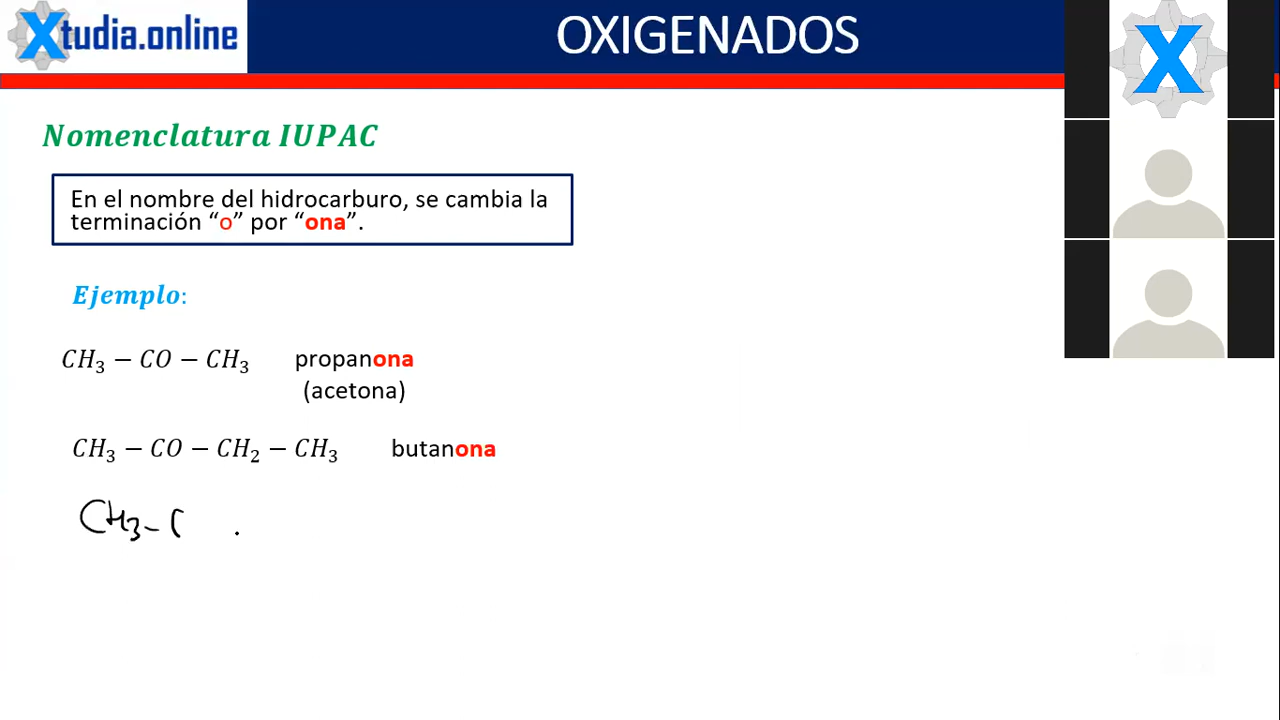 Xtudia.online
OXIGENADOS
Nomenclatura IUPAC
En el nombre del hidrocarburo, se cambia la
terminación “o” por “ona”.
Ejemplo:
CH₃ − CO − CH₃ propanona
(acetona)
CH₃ − CO − CH₂ − CH₃ butanona
CH₃ - C
X